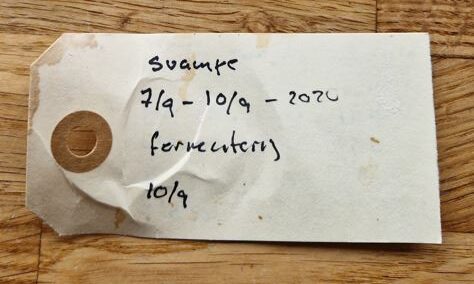 Svampe
7/9 - 10/9 - 2020
fermentering
10/9